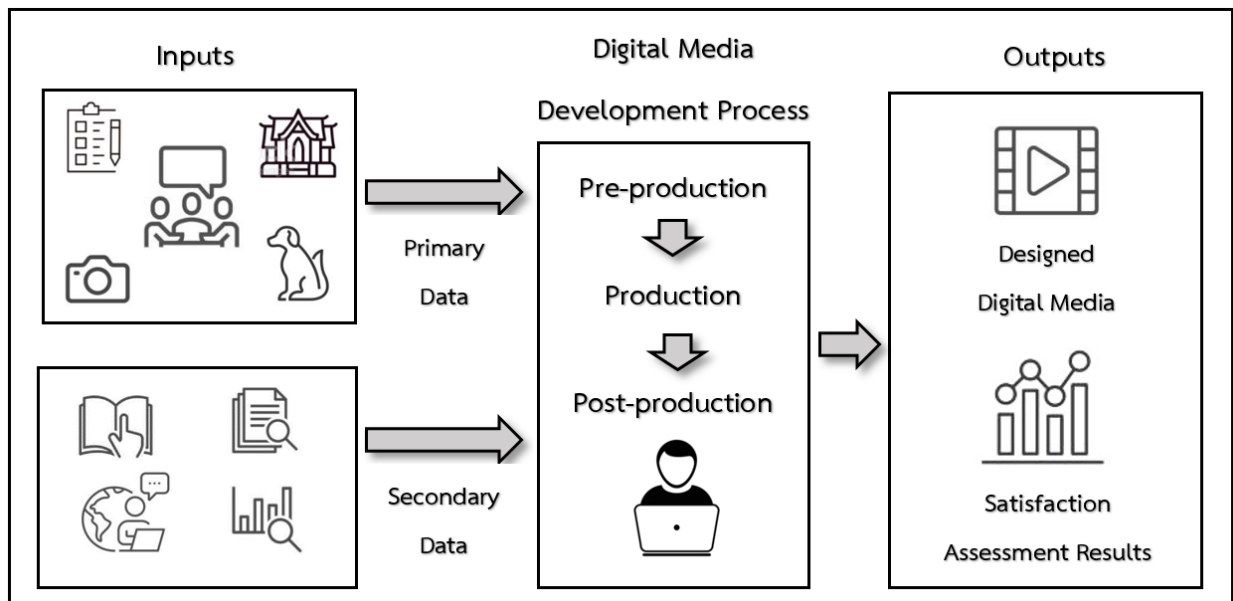 Inputs
Primary
Data
Secondary
Data
Digital Media
Development Process
Pre-production
Production
Post-production
Outputs
Designed
Digital Media
Satisfaction
Assessment Results